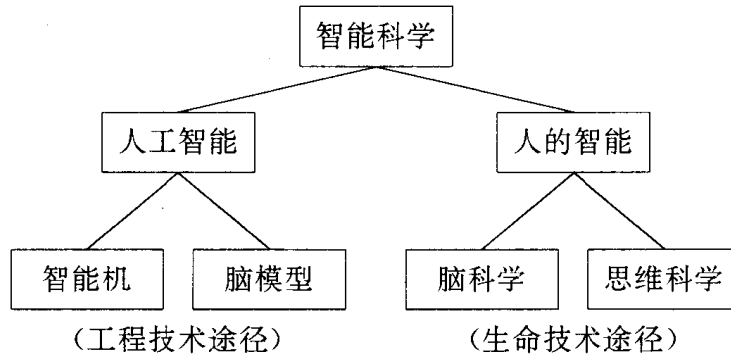 智能科学
人工智能 人的智能
智能机 脑模型 脑科学 思维科学
（工程技术途径） （生命技术途径）